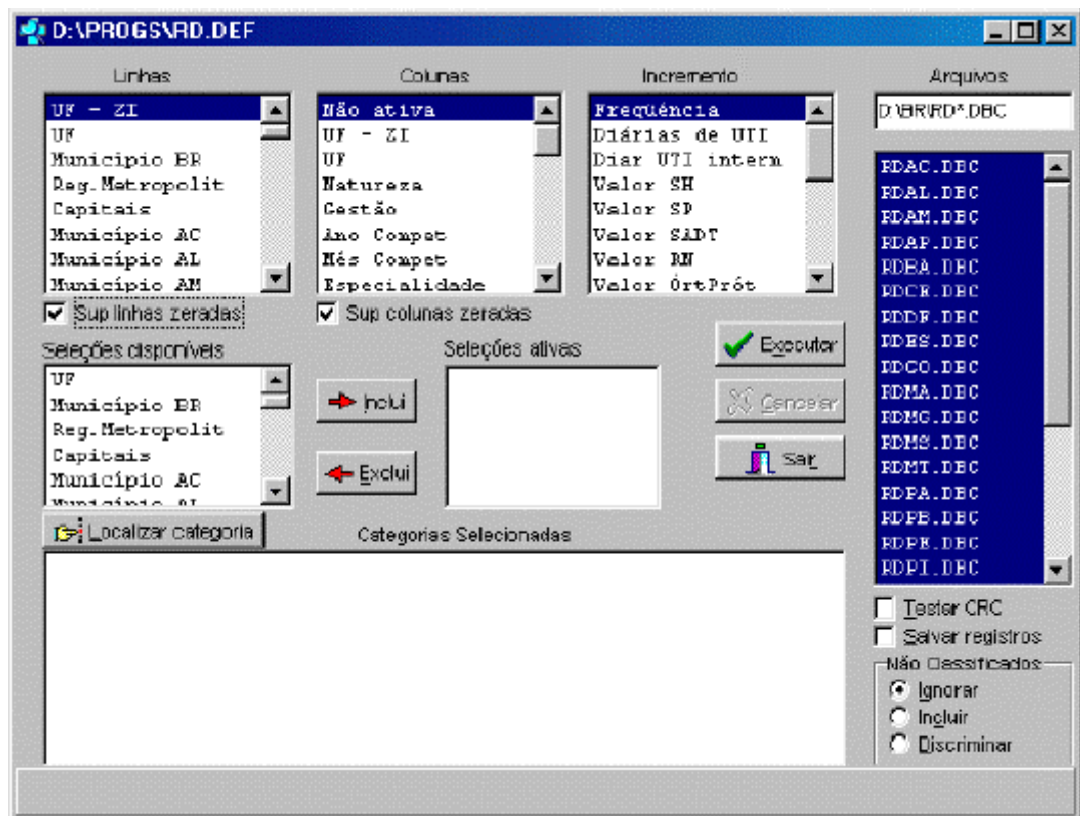 D:\PROGS\RD.DEF
Linhas
UF - ZI
UF
Município BR
Reg.Metropolit
Capitais
Município AC
Município AL
Município AM
Sup linhas zeradas
Colunas
Não ativa
UF - ZI
UF
Natureza
Gestão
Ano Compet
Mês Compet
Especialidade
Sup colunas zeradas
Incremento
Freqüência
Diárias de UTI
Diar UTI intern
Valor SH
Valor SP
Valor SADT
Valor RN
Valor ÓrtPrót
Arquivos
D:\BR\RD*.DBC
RDAC.DBC
RDAL.DBC
RDAM.DBC
RDAP.DBC
RDBA.DBC
RDCE.DBC
RDDF.DBC
RDES.DBC
RDGO.DBC
RDMA.DBC
RDMG.DBC
RDMS.DBC
RDMT.DBC
RDPA.DBC
RDPB.DBC
RDPE.DBC
RDPI.DBC
Seleções disponíveis
UF
Município BR
Reg.Metropolit
Capitais
Município AC
Município AL
Inclui
Exclui
Seleções ativas
Executar
Cancelar
Sair
Localizar categoria
Categorias Selecionadas
Testar CRC
Salvar registros
Não Classificados
Ignorar
Incluir
Discriminar